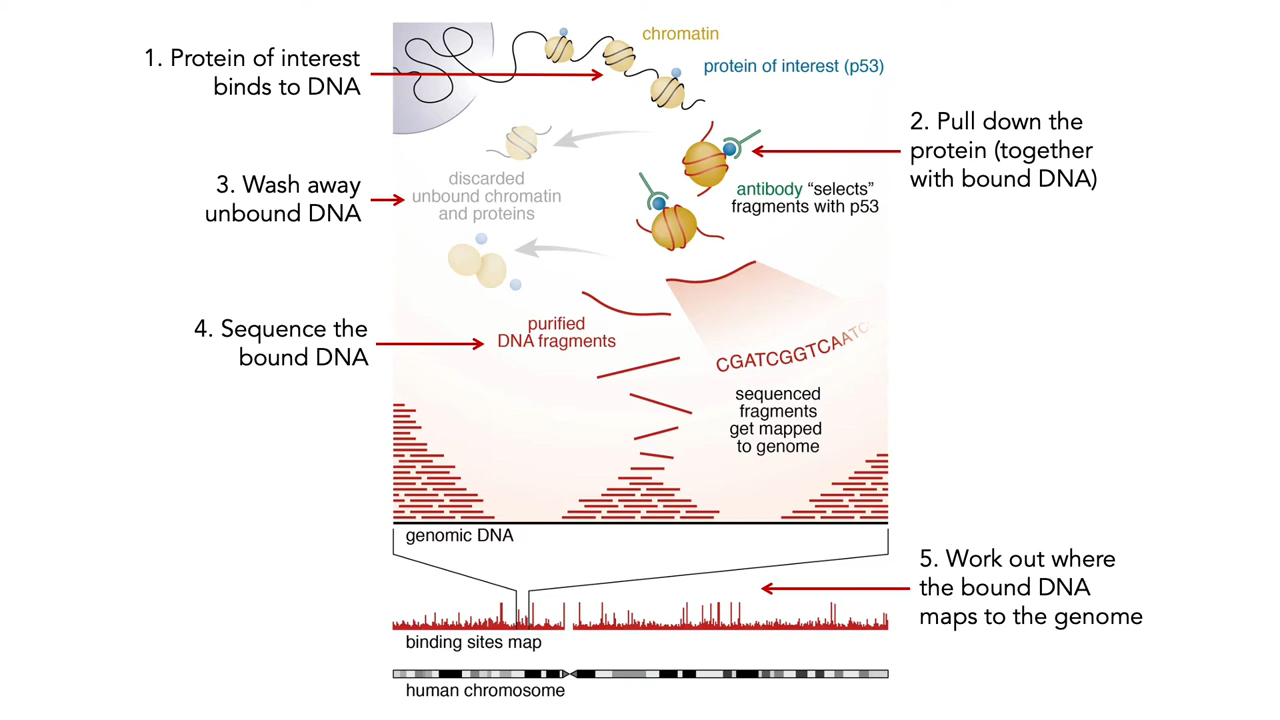 1. Protein of interest
binds to DNA
chromatin
protein of interest (p53)
2. Pull down the
protein (together
with bound DNA)
3. Wash away
unbound DNA
discarded
unbound chromatin
and proteins
antibody “selects”
fragments with p53
4. Sequence the
bound DNA
purified
DNA fragments
CGATCGGTCAATC
sequenced
fragments
get mapped
to genome
genomic DNA
5. Work out where
the bound DNA
maps to the genome
binding sites map
human chromosome